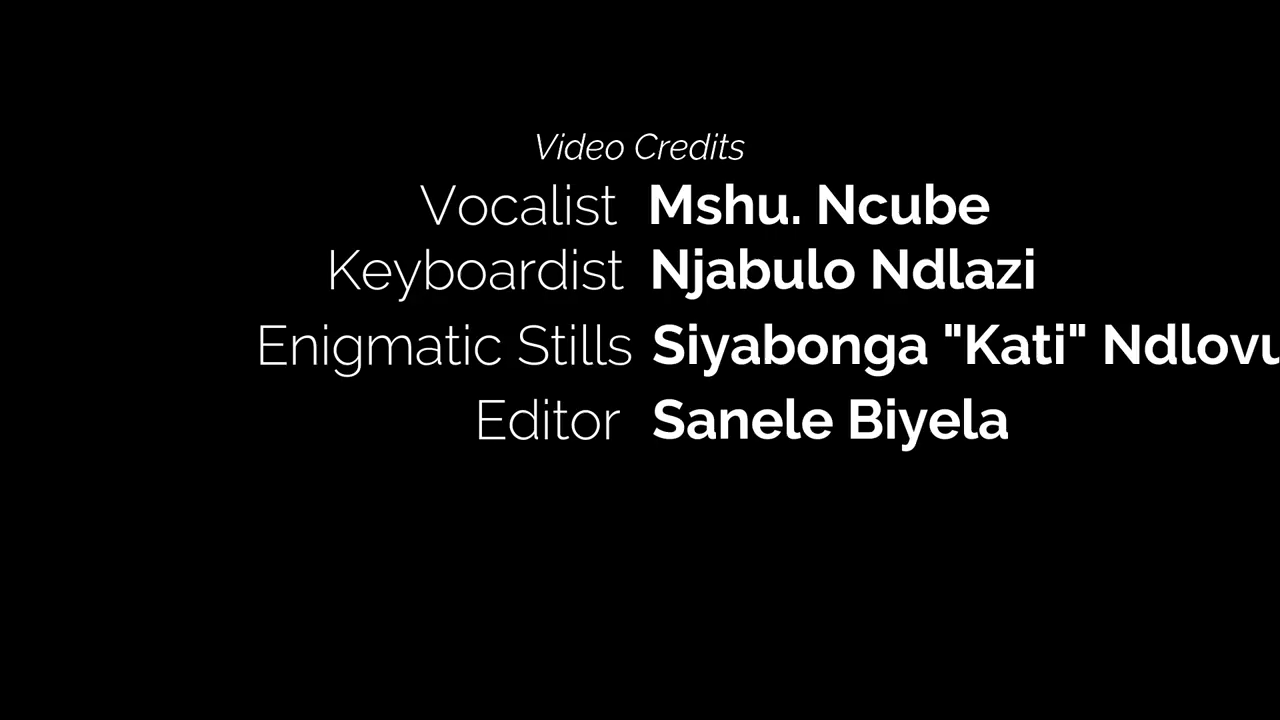 Video Credits
Vocalist Mshu. Ncube
Keyboardist Njabulo Ndlazi
Enigmatic Stills Siyabonga "Kati" Ndlovu
Editor Sanele Biyela